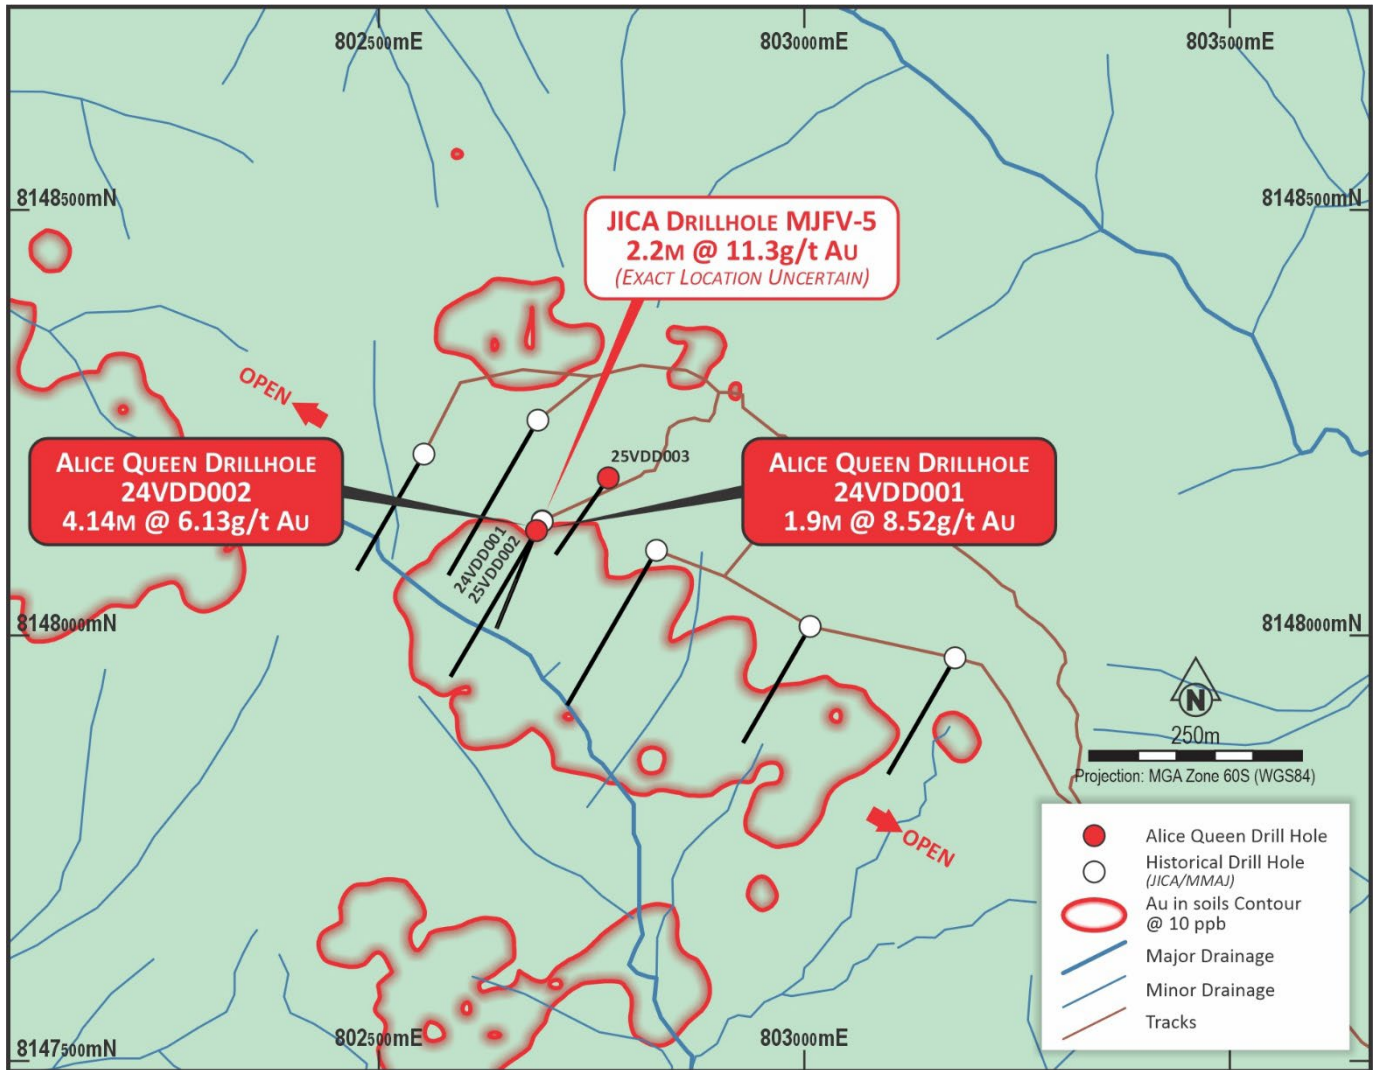 802500mE
803000mE
803500mE
8148500mN
8148500mN
JICA DRILLHOLE MJFV-5
2.2M @ 11.3g/t AU
(EXACT LOCATION UNCERTAIN)
OPEN
25VDD003
ALICE QUEEN DRILLHOLE
24VDD002
4.14M @ 6.13g/t AU
ALICE QUEEN DRILLHOLE
24VDD001
1.9M @ 8.52g/t AU
24VDD001
25VDD002
8148000mN
8148000mN
N
250m
Projection: MGA Zone 60S (WGS84)
OPEN
Alice Queen Drill Hole
Historical Drill Hole
(JICA/MMAJ)
Au in soils Contour
@ 10 ppb
Major Drainage
Minor Drainage
Tracks
8147500mN
802500mE
803000mE